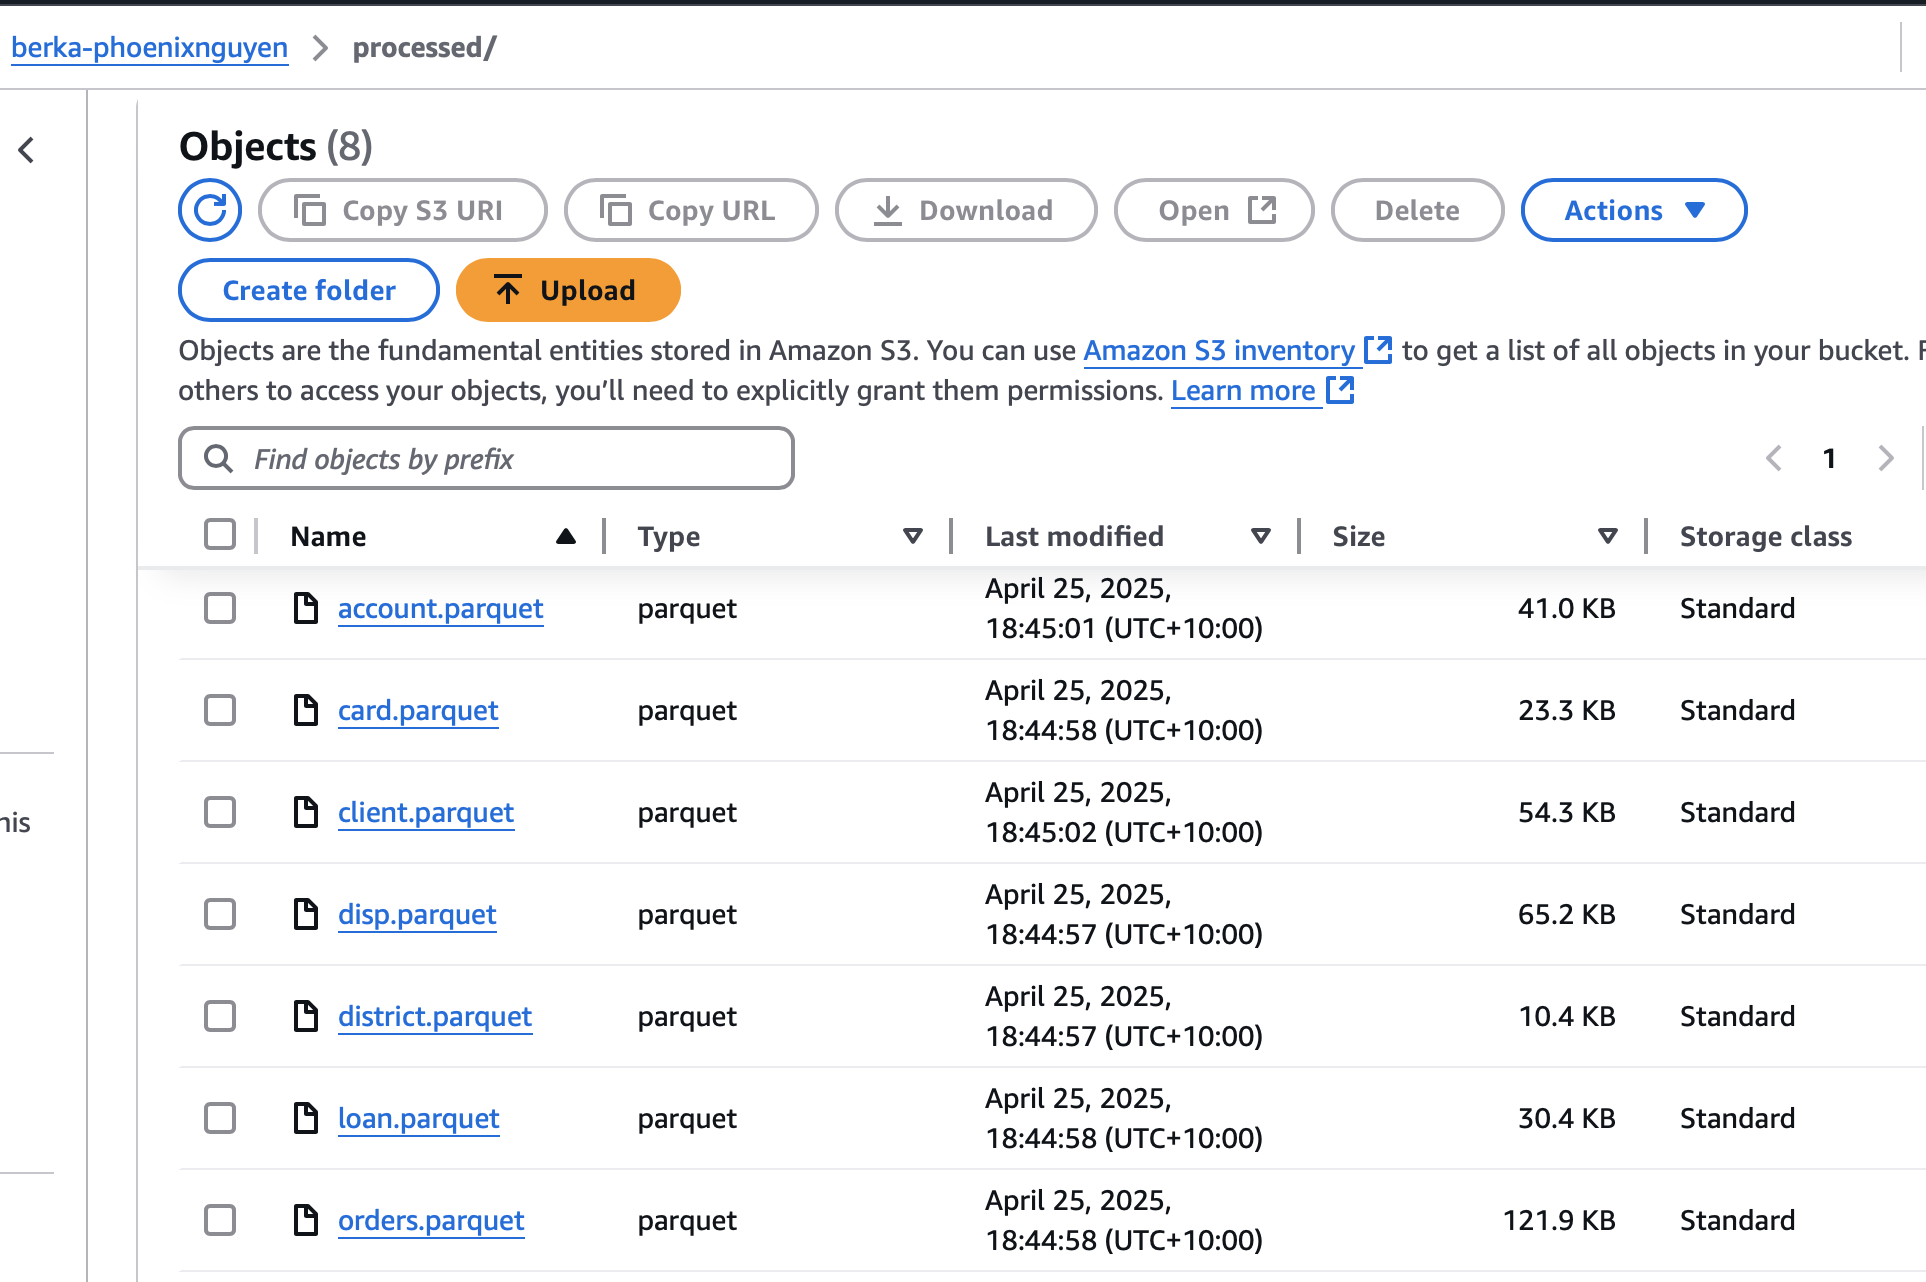 berka-phoenixnguyen > processed/
Objects (8)
Copy S3 URI Copy URL Download Open Delete Actions
Create folder Upload
Objects are the fundamental entities stored in Amazon S3. You can use Amazon S3 inventory to get a list of all objects in your bucket.
others to access your objects, you’ll need to explicitly grant them permissions. Learn more
Find objects by prefix
1
Name Type Last modified Size Storage class
account.parquet parquet April 25, 2025, 18:45:01 (UTC+10:00) 41.0 KB Standard
card.parquet parquet April 25, 2025, 18:44:58 (UTC+10:00) 23.3 KB Standard
client.parquet parquet April 25, 2025, 18:45:02 (UTC+10:00) 54.3 KB Standard
disp.parquet parquet April 25, 2025, 18:44:57 (UTC+10:00) 65.2 KB Standard
district.parquet parquet April 25, 2025, 18:44:57 (UTC+10:00) 10.4 KB Standard
loan.parquet parquet April 25, 2025, 18:44:58 (UTC+10:00) 30.4 KB Standard
orders.parquet parquet April 25, 2025, 18:44:58 (UTC+10:00) 121.9 KB Standard